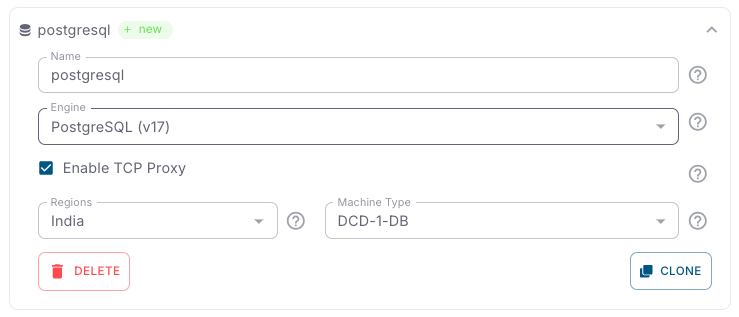 postgresql + new
Name
postgresql
Engine
PostgreSQL (v17)
Enable TCP Proxy
Regions
India
Machine Type
DCD-1-DB
DELETE
CLONE